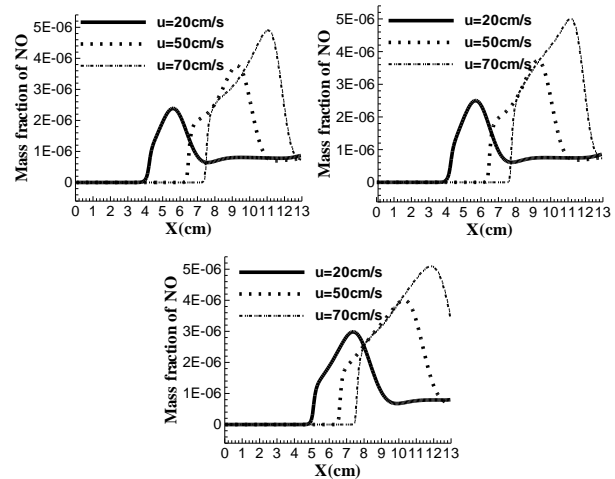 u=20cm/s
u=50cm/s
u=70cm/s
Mass fraction of NO
5E-06
4E-06
3E-06
2E-06
1E-06
0
0 1 2 3 4 5 6 7 8 9 10 11 12 13
X(cm)
u=20cm/s
u=50cm/s
u=70cm/s
Mass fraction of NO
5E-06
4E-06
3E-06
2E-06
1E-06
0
0 1 2 3 4 5 6 7 8 9 10 11 12 13
X(cm)
u=20cm/s
u=50cm/s
u=70cm/s
Mass fraction of NO
5E-06
4E-06
3E-06
2E-06
1E-06
0
0 1 2 3 4 5 6 7 8 9 10 11 12 13
X(cm)